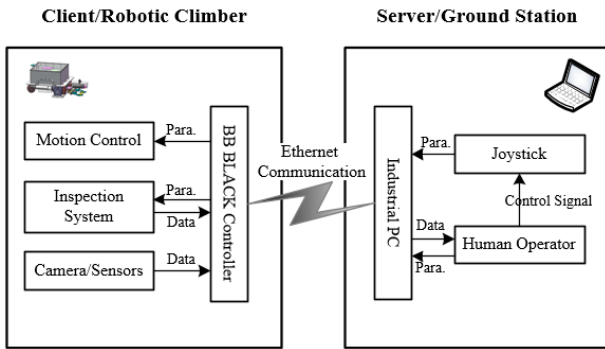 Client/Robotic Climber
Server/Ground Station
Motion Control
Para.
Inspection
System
Para.
Data
Camera/Sensors
Data
BB BLACK Controller
Ethernet
Communication
Industrial PC
Para.
Joystick
Control Signal
Data
Human Operator
Para.